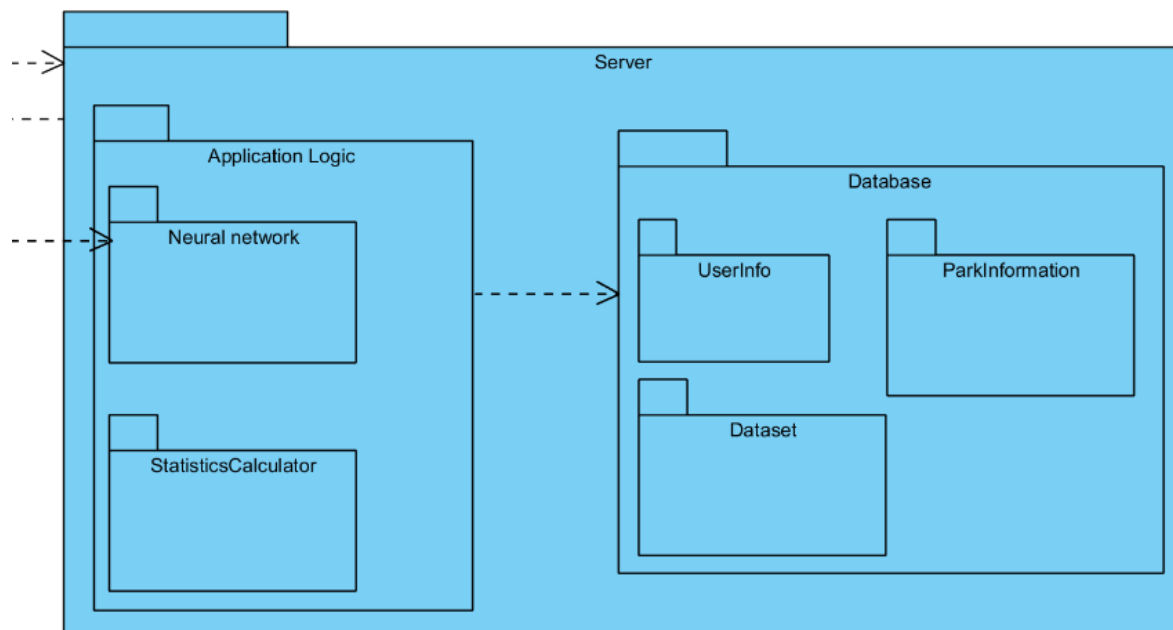 Server
Application Logic
Neural network
StatisticsCalculator
Database
UserInfo
ParkInformation
Dataset